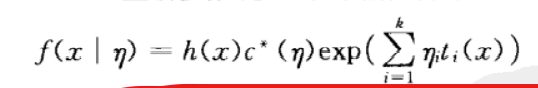 f(x | η) = h(x)c*(η)exp(∑_{i=1}^{k} η_i t_i(x))